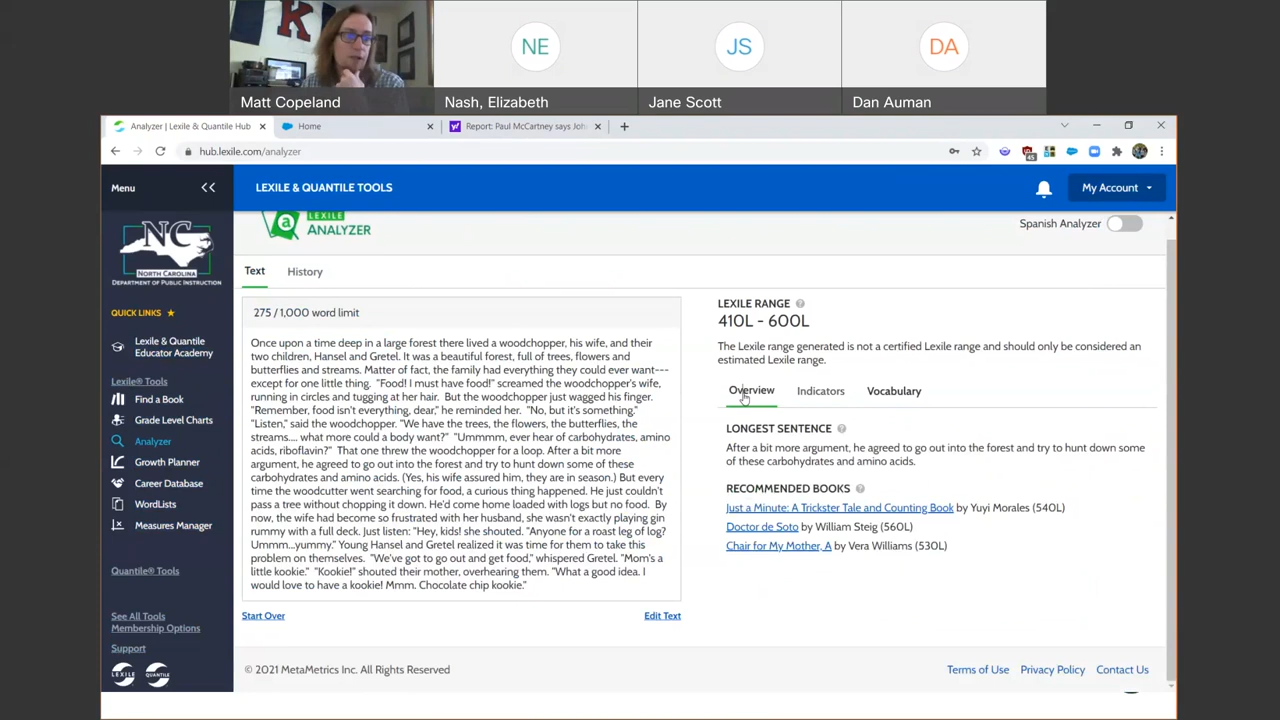 K
NE
JS
DA
Matt Copeland
Nash, Elizabeth
Jane Scott
Dan Auman
Analyzer | Lexile & Quantile Hub
Home
Report: Paul McCartney says Joh
hub.lexile.com/analyzer
45
Menu
LEXILE & QUANTILE TOOLS
My Account
NC
NORTH CAROLINA
DEPARTMENT OF PUBLIC INSTRUCTION
a LEXILE
ANALYZER
Spanish Analyzer
Text
History
QUICK LINKS
Lexile & Quantile
Educator Academy
Lexile® Tools
Find a Book
Grade Level Charts
Analyzer
Growth Planner
Career Database
WordLists
Measures Manager
Quantile® Tools
See All Tools
Membership Options
Support
LEXILE
QUANTILE
275 / 1,000 word limit
Once upon a time deep in a large forest there lived a woodchopper, his wife, and their
two children, Hansel and Gretel. It was a beautiful forest, full of trees, flowers and
butterflies and streams. Matter of fact, the family had everything they could ever want---
except for one little thing. "Food! I must have food!" screamed the woodchopper's wife,
running in circles and tugging at her hair. But the woodchopper just wagged his finger.
"Remember, food isn't everything, dear," he reminded her. "No, but it's something."
"Listen," said the woodchopper. "We have the trees, the flowers, the butterflies, the
streams.... what more could a body want?" "Ummmm, ever hear of carbohydrates, amino
acids, riboflavin?" That one threw the woodchopper for a loop. After a bit more
argument, he agreed to go out into the forest and try to hunt down some of these
carbohydrates and amino acids. (Yes, his wife assured him, they are in season.) But every
time the woodcutter went searching for food, a curious thing happened. He just couldn't
pass a tree without chopping it down. He'd come home loaded with logs but no food. By
now, the wife had become so frustrated with her husband, she wasn't exactly playing gin
rummy with a full deck. Just listen: "Hey, kids! she shouted. "Anyone for a roast leg of log?
Ummm...yummy." Young Hansel and Gretel realized it was time for them to take this
problem on themselves. "We've got to go out and get food," whispered Gretel. "Mom's a
little kookie." "Kookie!" shouted their mother, overhearing them. "What a good idea. I
would love to have a kookie! Mmm. Chocolate chip kookie."
Start Over
Edit Text
LEXILE RANGE
410L - 600L
The Lexile range generated is not a certified Lexile range and should only be considered an
estimated Lexile range.
Overview
Indicators
Vocabulary
LONGEST SENTENCE
After a bit more argument, he agreed to go out into the forest and try to hunt down some
of these carbohydrates and amino acids.
RECOMMENDED BOOKS
Just a Minute: A Trickster Tale and Counting Book by Yuyi Morales (540L)
Doctor de Soto by William Steig (560L)
Chair for My Mother, A by Vera Williams (530L)
© 2021 MetaMetrics Inc. All Rights Reserved
Terms of Use
Privacy Policy
Contact Us